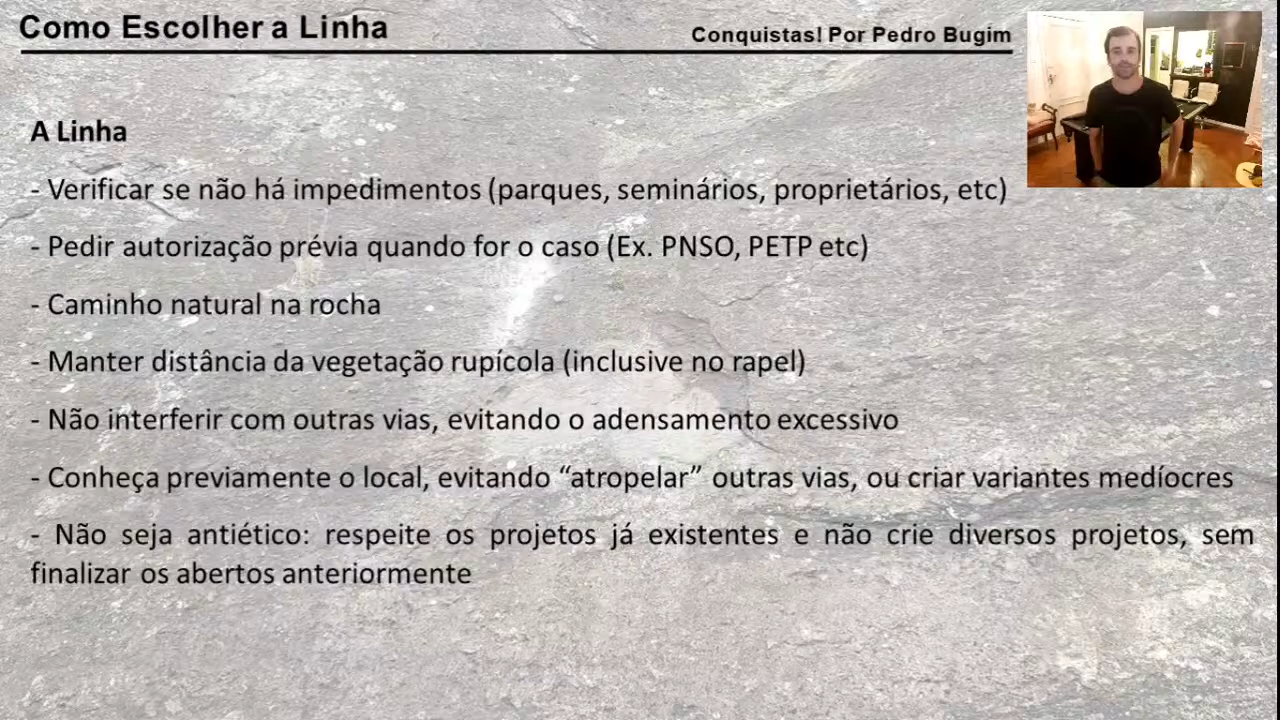 Como Escolher a Linha
Conquistas! Por Pedro Bugim
A Linha
- Verificar se não há impedimentos (parques, seminários, proprietários, etc)
- Pedir autorização prévia quando for o caso (Ex. PNSO, PETP etc)
- Caminho natural na rocha
- Manter distância da vegetação rupícola (inclusive no rapel)
- Não interferir com outras vias, evitando o adensamento excessivo
- Conheça previamente o local, evitando “atropelar” outras vias, ou criar variantes medíocres
- Não seja antiético: respeite os projetos já existentes e não crie diversos projetos, sem
finalizar os abertos anteriormente